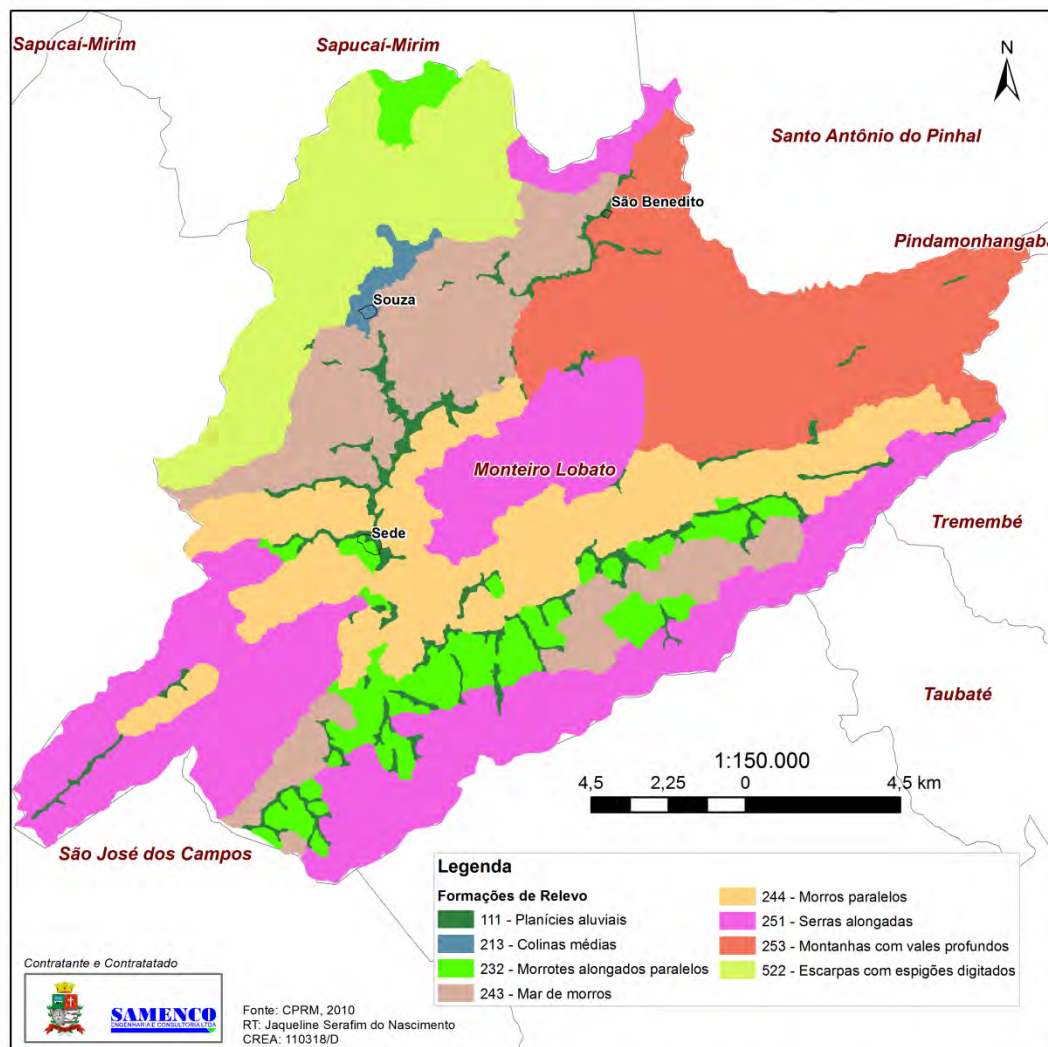 Sapucaí-Mirim
Sapucaí-Mirim
N
Santo Antônio do Pinhal
São Benedito
Pindamonhangaba
Souza
Monteiro Lobato
Sede
Tremembé
Taubaté
1:150.000
4,5 2,25 0 4,5 km
São José dos Campos
Legenda
Formações de Relevo
111 - Planícies aluviais
213 - Colinas médias
232 - Morrotes alongados paralelos
243 - Mar de morros
244 - Morros paralelos
251 - Serras alongadas
253 - Montanhas com vales profundos
522 - Escarpas com espigões digitados
Contratante e Contratatado
SAMENCO
ENGENHARIA E CONSULTORIA LTDA
Fonte: CPRM, 2010
RT: Jaqueline Serafim do Nascimento
CREA: 110318/D